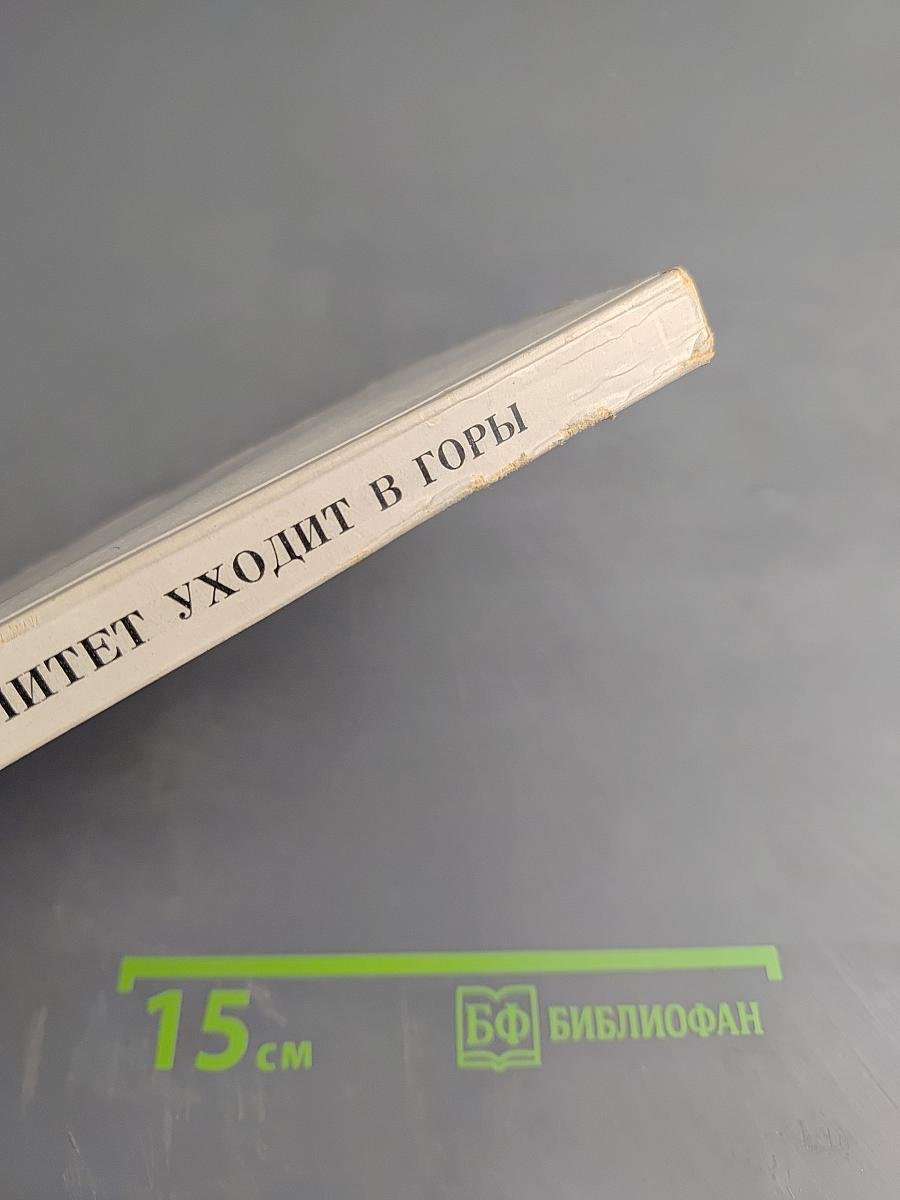 ИТЕТ УХОДИТ В ГОРЫ
15 см
БФ БИБЛИОФАН